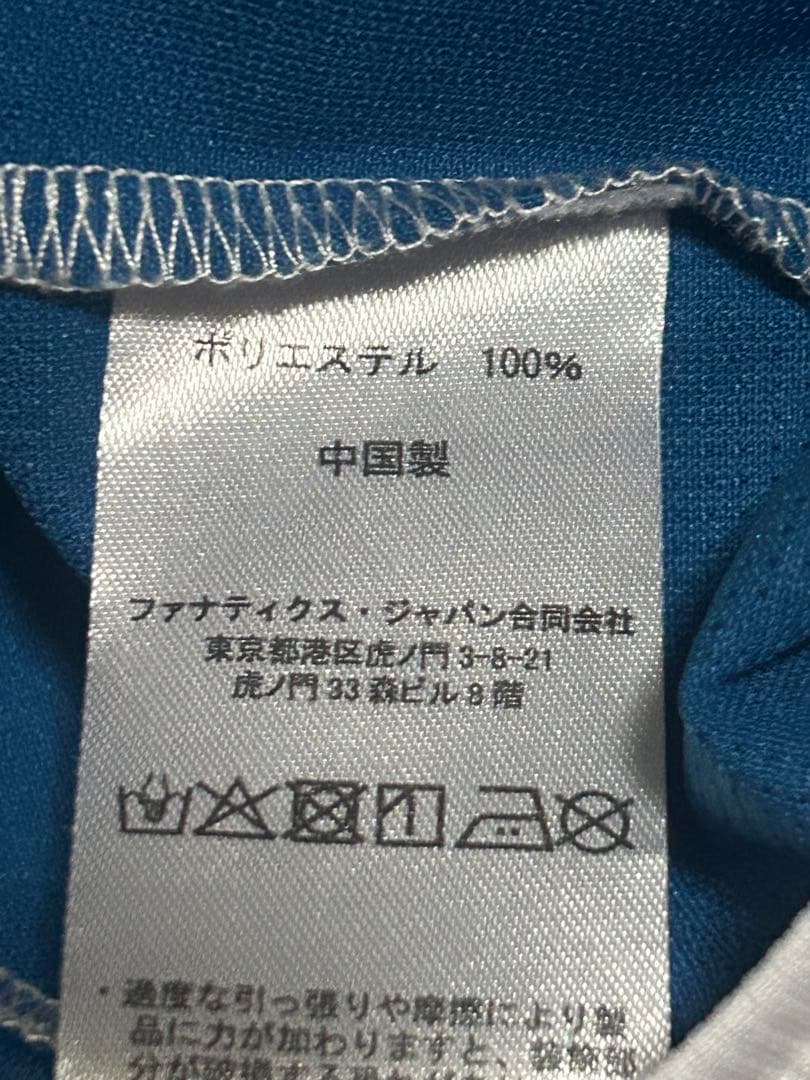 ポリエステル 100%
中国製
ファナティクス・ジャパン合同会社
東京都港区虎ノ門 3-8-21
虎ノ門 33 森ビル 8 階
・過度な引っ張りや摩擦により製
品に力が加わりますと、